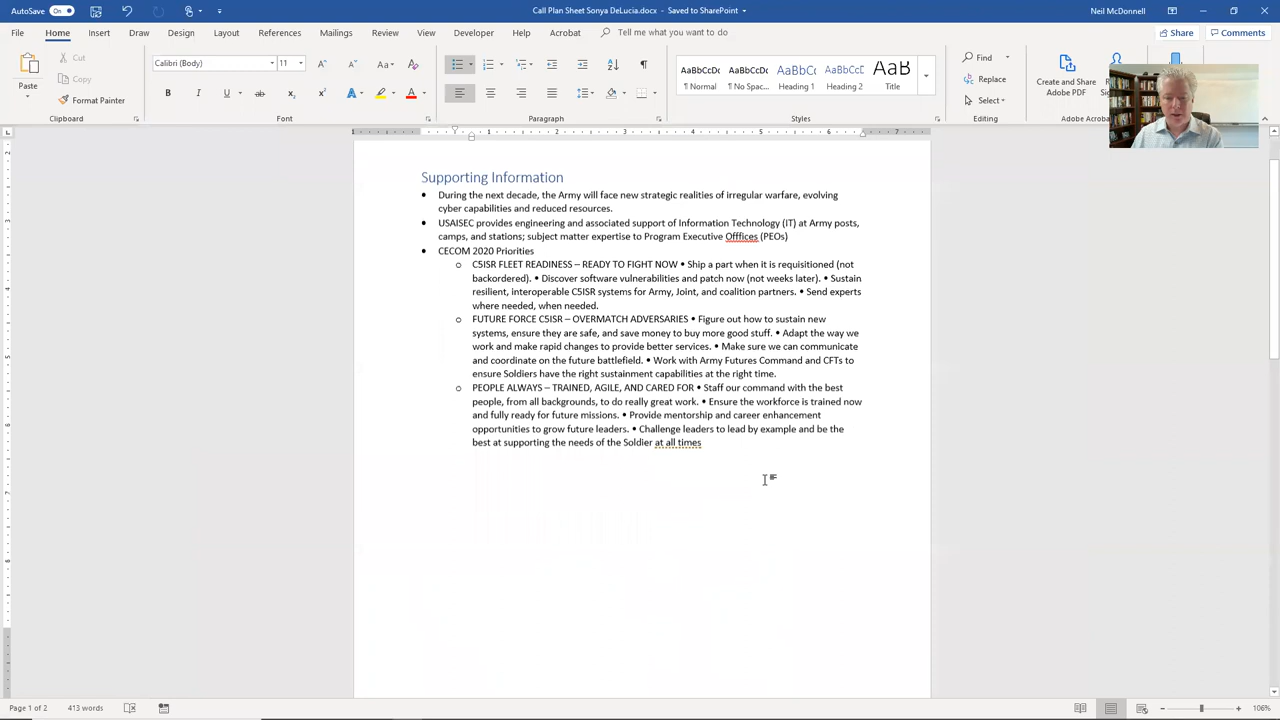 AutoSave On Call Plan Sheet Sonya DeLucia.docx - Saved to SharePoint Neil McDonnell
File Home Insert Draw Design Layout References Mailings Review View Developer Help Acrobat Tell me what you want to do Share Comments
Cut
Copy
Paste
Format Painter
Calibri (Body) 11
Aa
B I U ab A A
¶
AaBbCcDc AaBbCcDc AaBbCc AaBbCcC AaB
¶ Normal ¶ No Spac... Heading 1 Heading 2 Title
Find
Replace
Select
Create and Share
Adobe PDF
Clipboard Font Paragraph Styles Editing
1 1 2 3 4 5 6 7
Supporting Information
• During the next decade, the Army will face new strategic realities of irregular warfare, evolving
cyber capabilities and reduced resources.
• USAISEC provides engineering and associated support of Information Technology (IT) at Army posts,
camps, and stations; subject matter expertise to Program Executive Offfices (PEOs)
• CECOM 2020 Priorities
o C5ISR FLEET READINESS – READY TO FIGHT NOW • Ship a part when it is requisitioned (not
backordered). • Discover software vulnerabilities and patch now (not weeks later). • Sustain
resilient, interoperable C5ISR systems for Army, Joint, and coalition partners. • Send experts
where needed, when needed.
o FUTURE FORCE C5ISR – OVERMATCH ADVERSARIES • Figure out how to sustain new
systems, ensure they are safe, and save money to buy more good stuff. • Adapt the way we
work and make rapid changes to provide better services. • Make sure we can communicate
and coordinate on the future battlefield. • Work with Army Futures Command and CFTs to
ensure Soldiers have the right sustainment capabilities at the right time.
o PEOPLE ALWAYS – TRAINED, AGILE, AND CARED FOR • Staff our command with the best
people, from all backgrounds, to do really great work. • Ensure the workforce is trained now
and fully ready for future missions. • Provide mentorship and career enhancement
opportunities to grow future leaders. • Challenge leaders to lead by example and be the
best at supporting the needs of the Soldier at all times
Page 1 of 2 413 words 106%